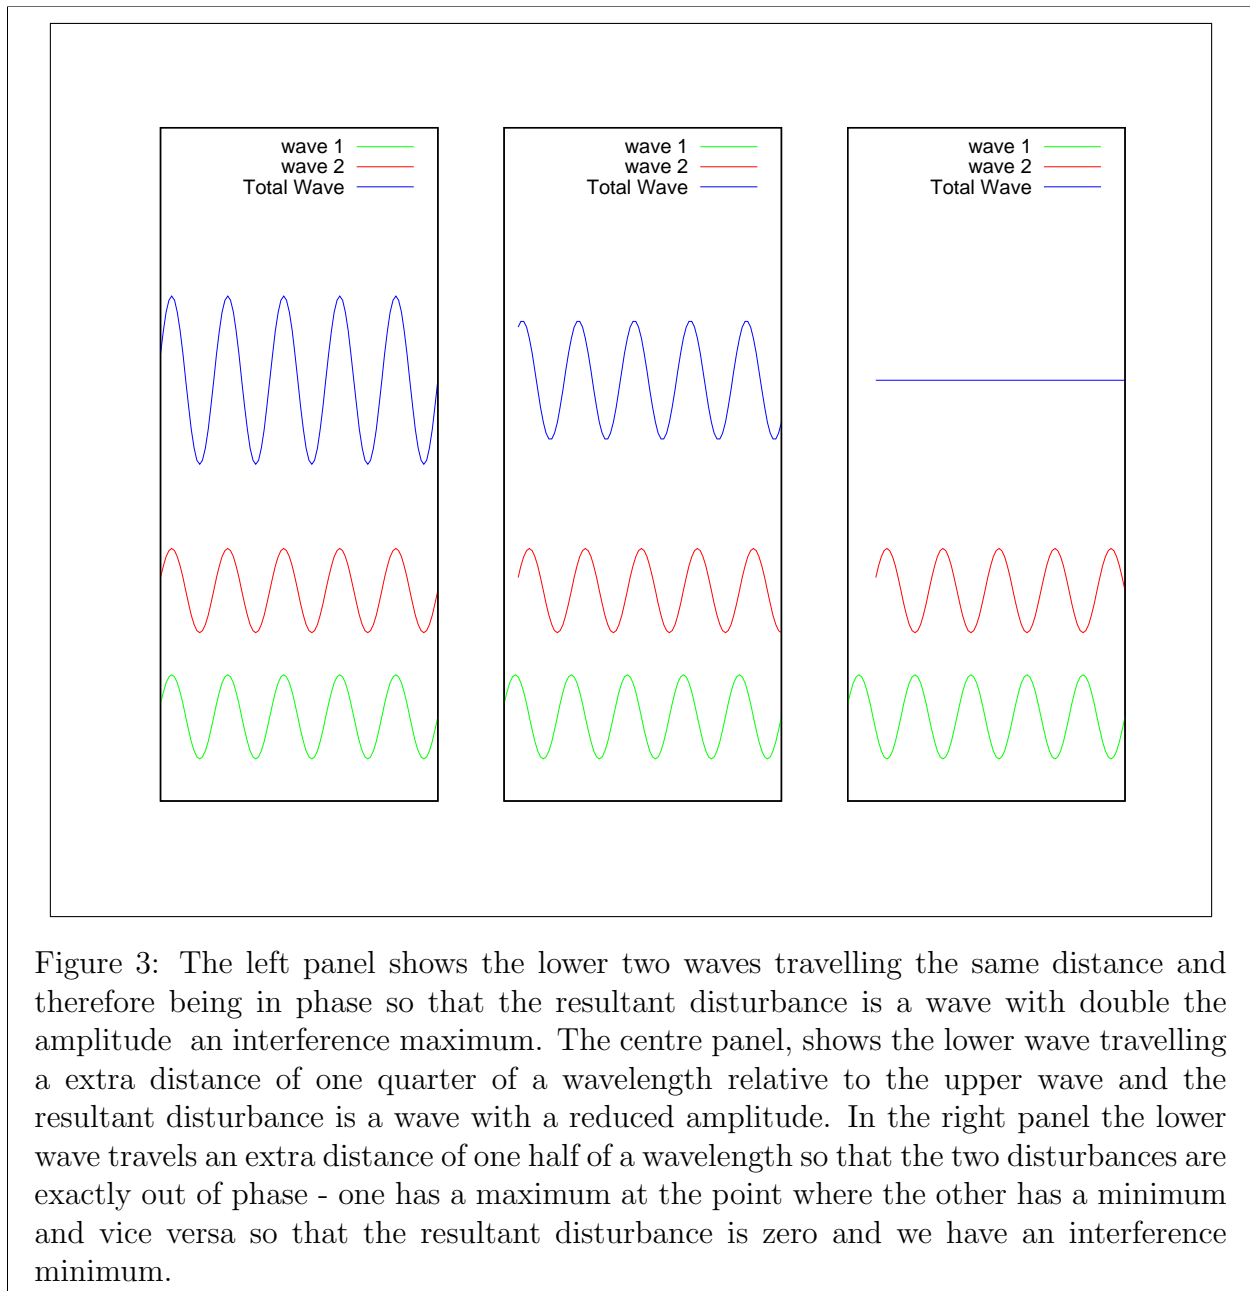 wave 1
wave 2
Total Wave
wave 1
wave 2
Total Wave
wave 1
wave 2
Total Wave
Figure 3: The left panel shows the lower two waves travelling the same distance and
therefore being in phase so that the resultant disturbance is a wave with double the
amplitude an interference maximum. The centre panel, shows the lower wave travelling
a extra distance of one quarter of a wavelength relative to the upper wave and the
resultant disturbance is a wave with a reduced amplitude. In the right panel the lower
wave travels an extra distance of one half of a wavelength so that the two disturbances are
exactly out of phase - one has a maximum at the point where the other has a minimum
and vice versa so that the resultant disturbance is zero and we have an interference
minimum.